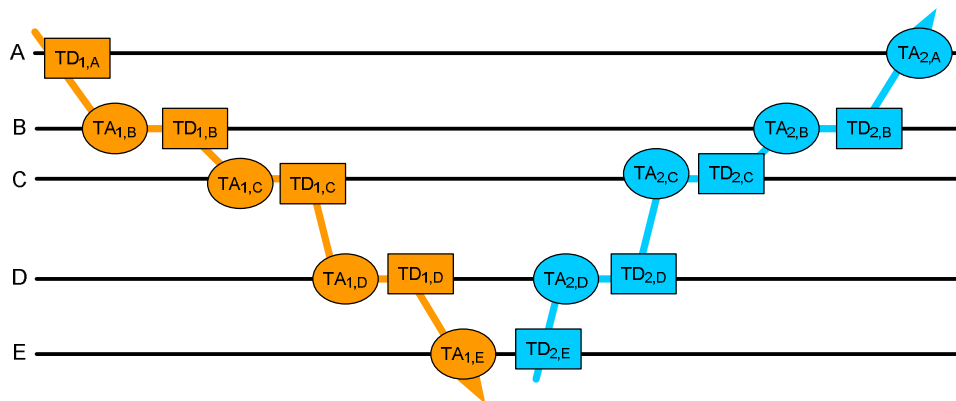 A TD1,A TA2,A
B TA1,B TD1,B TA2,B TD2,B
C TA1,C TD1,C TA2,C TD2,C
D TA1,D TD1,D TA2,D TD2,D
E TA1,E TD2,E